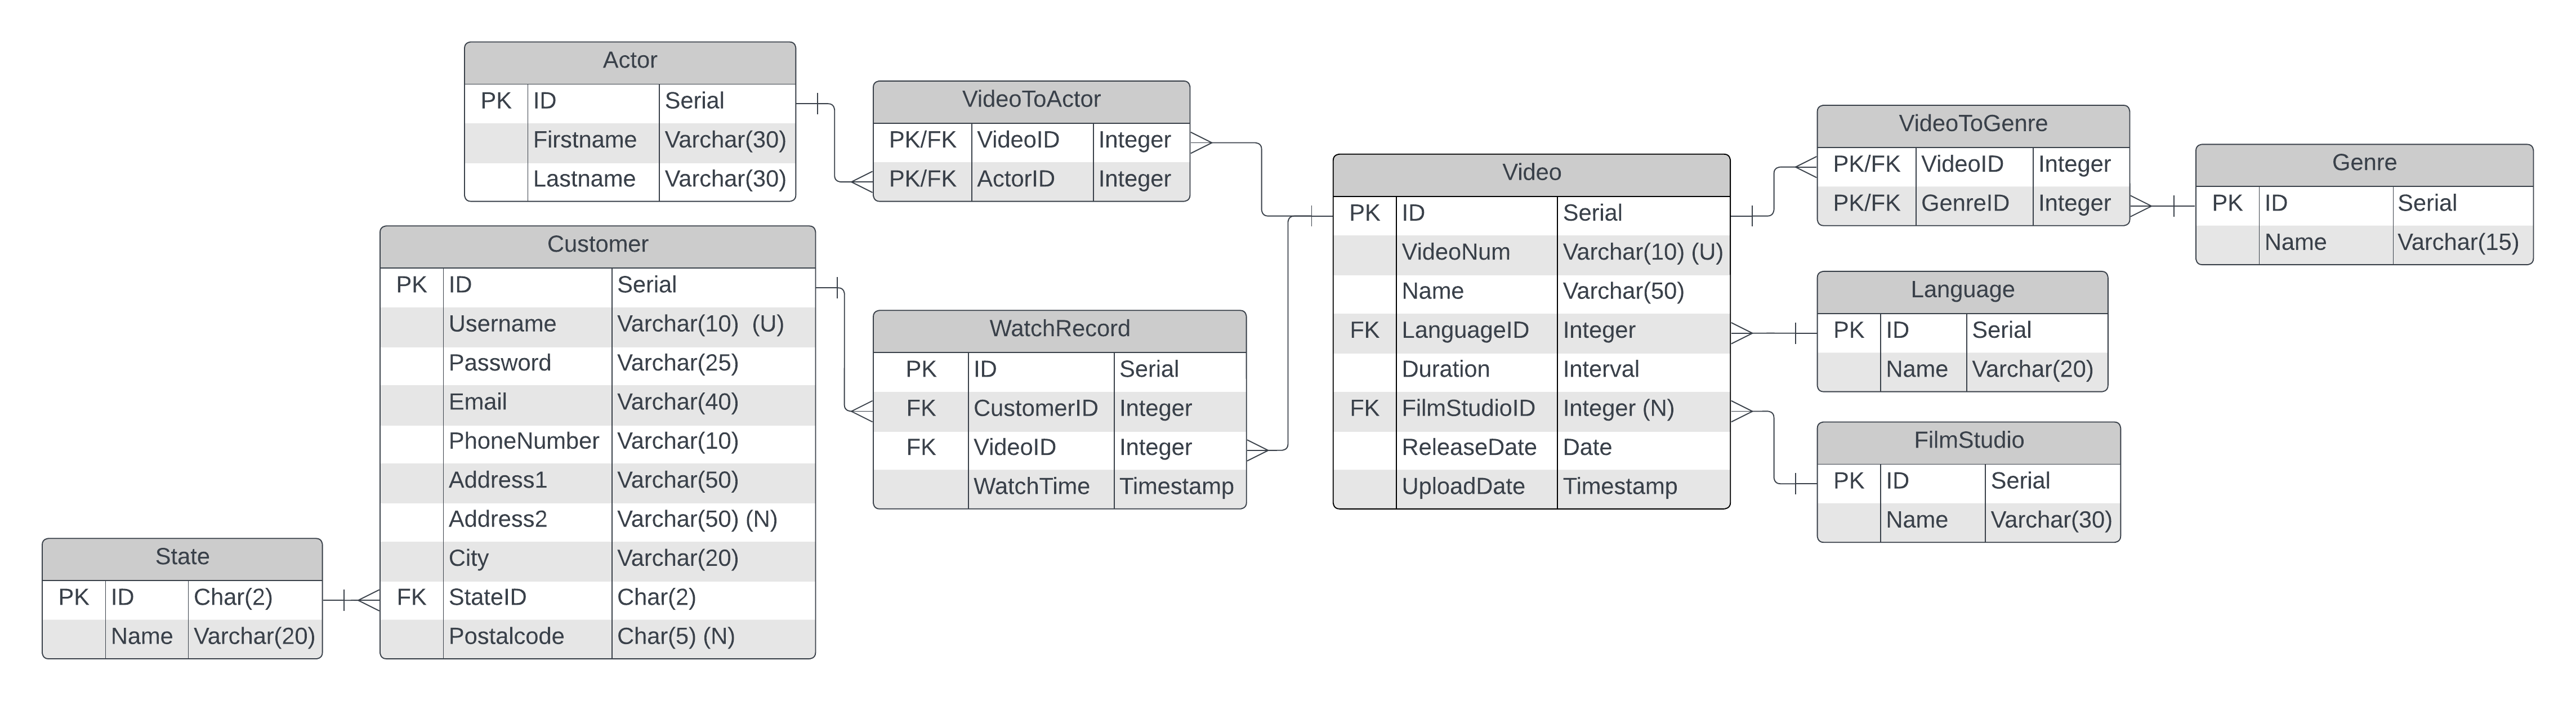 Actor
PK ID Serial
Firstname Varchar(30)
Lastname Varchar(30)
VideoToActor
PK/FK VideoID Integer
PK/FK ActorID Integer
Customer
PK ID Serial
Username Varchar(10) (U)
Password Varchar(25)
Email Varchar(40)
PhoneNumber Varchar(10)
Address1 Varchar(50)
Address2 Varchar(50) (N)
City Varchar(20)
FK StateID Char(2)
Postalcode Char(5) (N)
State
PK ID Char(2)
Name Varchar(20)
WatchRecord
PK ID Serial
FK CustomerID Integer
FK VideoID Integer
WatchTime Timestamp
Video
PK ID Serial
VideoNum Varchar(10) (U)
Name Varchar(50)
FK LanguageID Integer
Duration Interval
FK FilmStudioID Integer (N)
ReleaseDate Date
UploadDate Timestamp
VideoToGenre
PK/FK VideoID Integer
PK/FK GenreID Integer
Genre
PK ID Serial
Name Varchar(15)
Language
PK ID Serial
Name Varchar(20)
FilmStudio
PK ID Serial
Name Varchar(30)